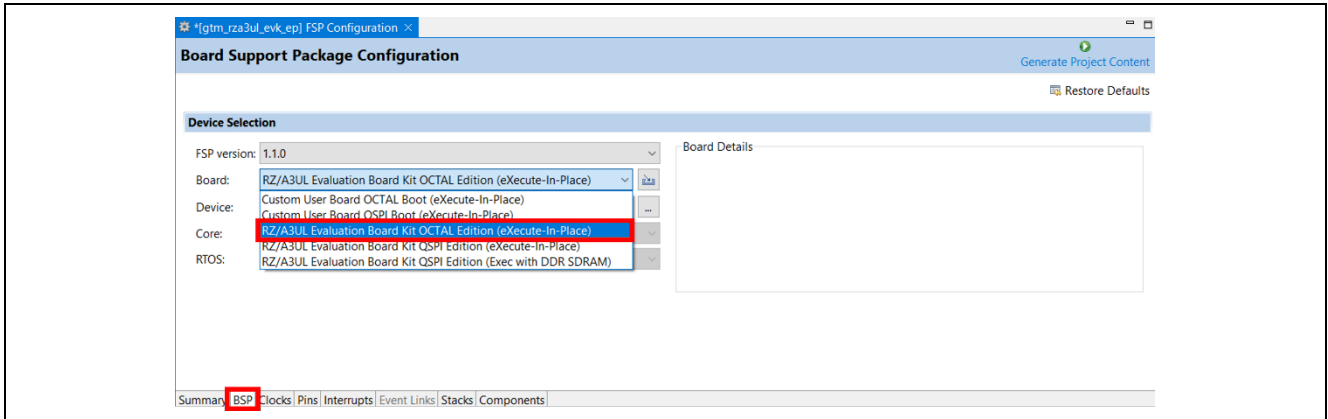 *[gtm_rza3ul_evk_ep] FSP Configuration
Board Support Package Configuration
Generate Project Content
Restore Defaults
Device Selection
FSP version: 1.1.0
Board Details
Board: RZ/A3UL Evaluation Board Kit OCTAL Edition (eXecute-In-Place)
Custom User Board OCTAL Boot (eXecute-In-Place)
Device: ...
Custom User Board QSPI Boot (eXecute-In-Place)
Core: RZ/A3UL Evaluation Board Kit OCTAL Edition (eXecute-In-Place)
RZ/A3UL Evaluation Board Kit QSPI Edition (eXecute-In-Place)
RTOS: RZ/A3UL Evaluation Board Kit QSPI Edition (Exec with DDR SDRAM)
Summary BSP Clocks Pins Interrupts Event Links Stacks Components